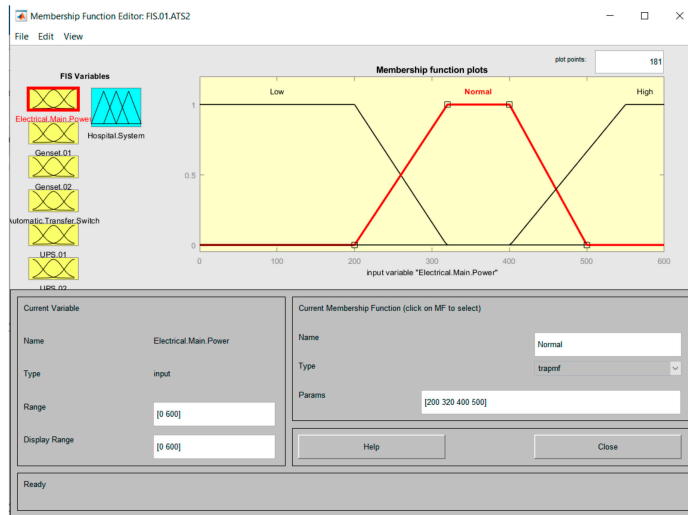 Membership Function Editor: FIS.01.ATS2
File Edit View
FIS Variables
Electrical.Main.Power
Hospital.System
Genset.01
Genset.02
Automatic.Transfer.Switch
UPS.01
UPS.02
plot points:
181
Membership function plots
Low
Normal
High
1
0.5
0
0 100 200 300 400 500 600
input variable "Electrical.Main.Power"
Current Variable
Name Electrical.Main.Power
Type input
Range [0 600]
Display Range [0 600]
Current Membership Function (click on MF to select)
Name Normal
Type trapmf
Params [200 320 400 500]
Help Close
Ready